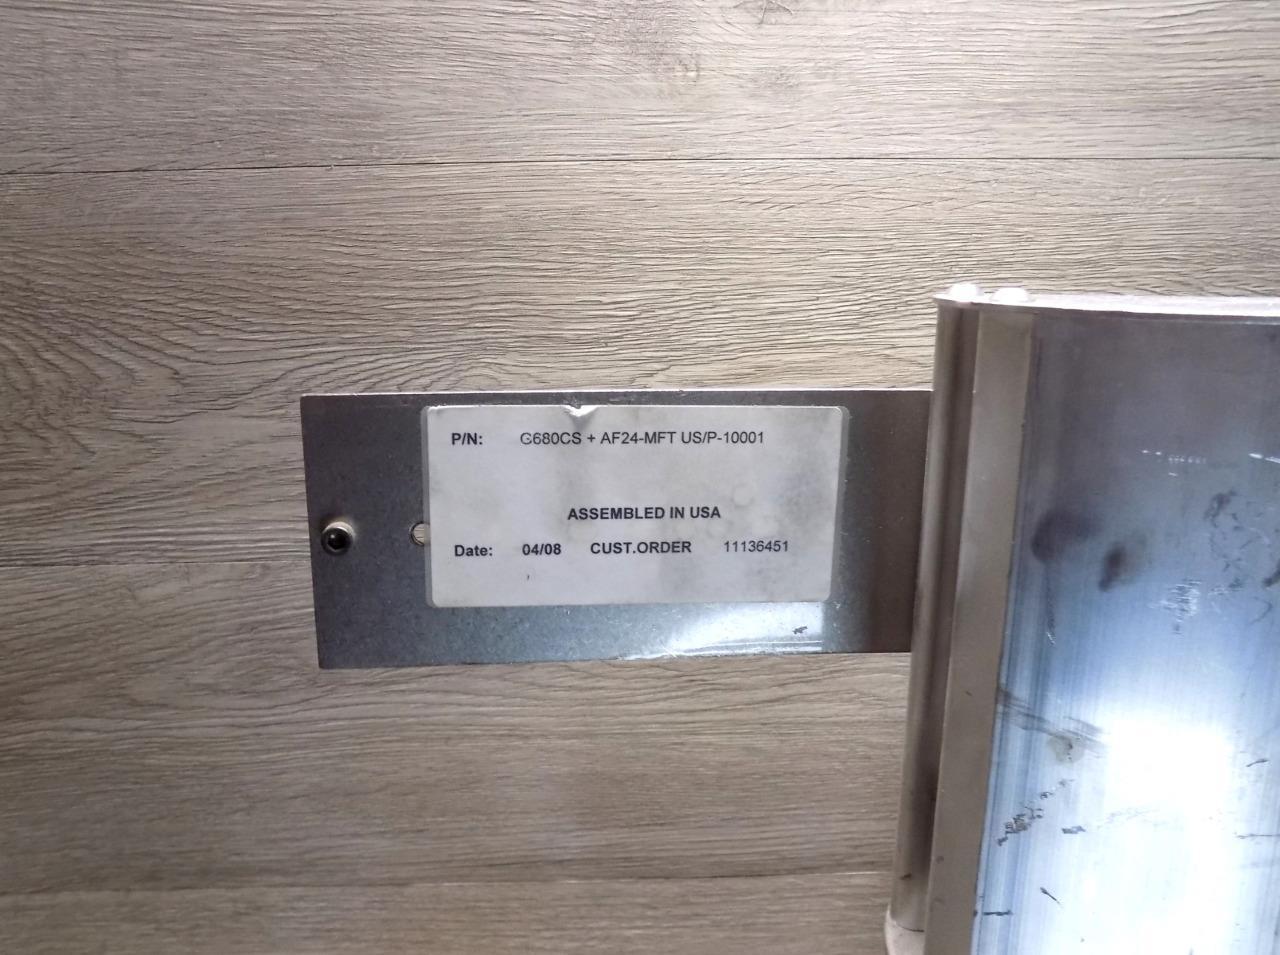 P/N: G680CS + AF24-MFT US/P-10001
ASSEMBLED IN USA
Date: 04/08 CUST.ORDER 11136451